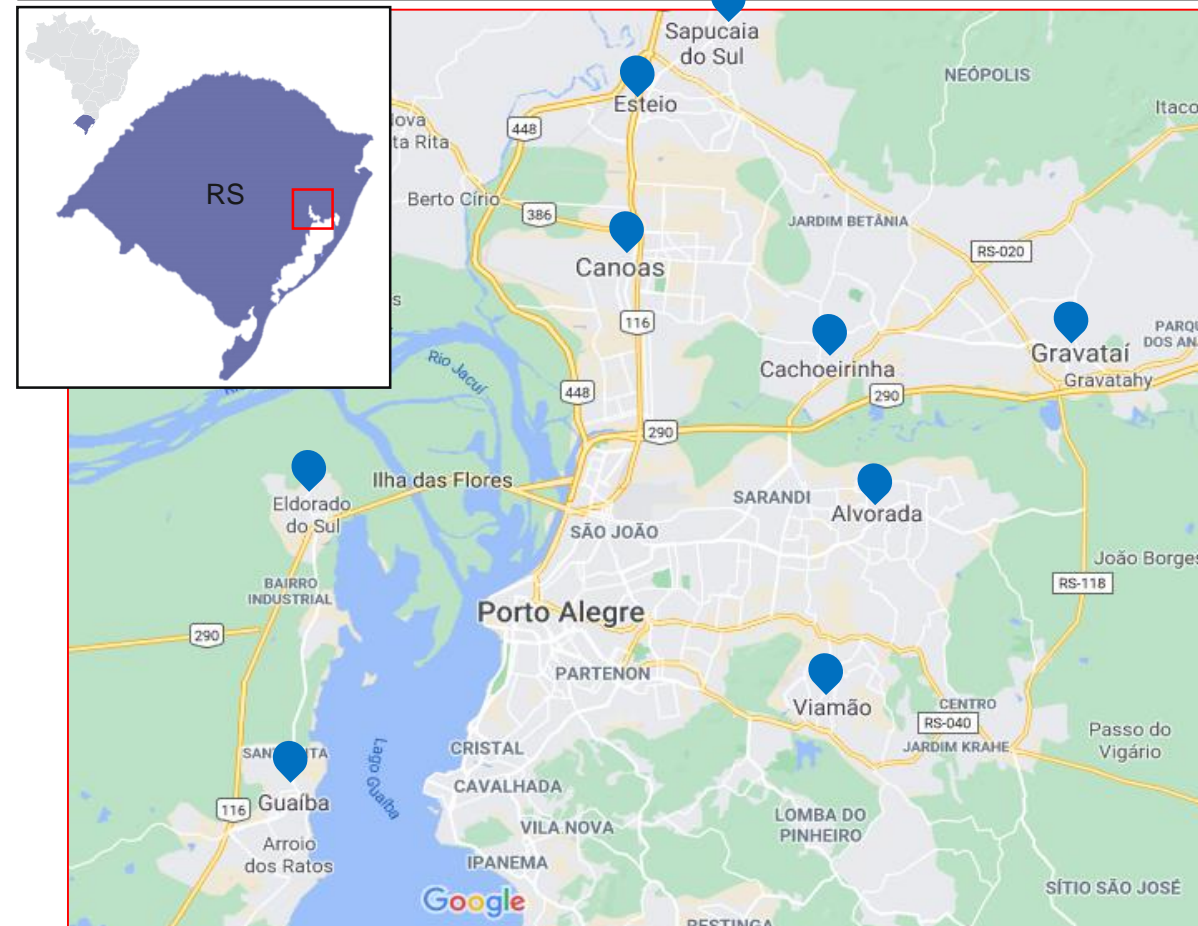 RS
Sapucaia
do Sul
NEÓPOLIS
Esteio
Itaco
ova
ta Rita
448
Berto Círio
386
JARDIM BETÂNIA
RS-020
Canoas
s
116
PARQU
DOS AN
Gravataí
Gravatahy
Rio Jacuí
Cachoeirinha
448
290
290
Ilha das Flores
Eldorado
do Sul
SARANDI
Alvorada
SÃO JOÃO
João Borges
BAIRRO
INDUSTRIAL
RS-118
Porto Alegre
290
PARTENON
Viamão
CENTRO
RS-040
JARDIM KRAHE
Passo do
Vigário
Lago Guaíba
CRISTAL
CAVALHADA
116
Guaíba
LOMBA DO
PINHEIRO
VILA NOVA
Arroio
dos Ratos
IPANEMA
SÍTIO SÃO JOSÉ
Google